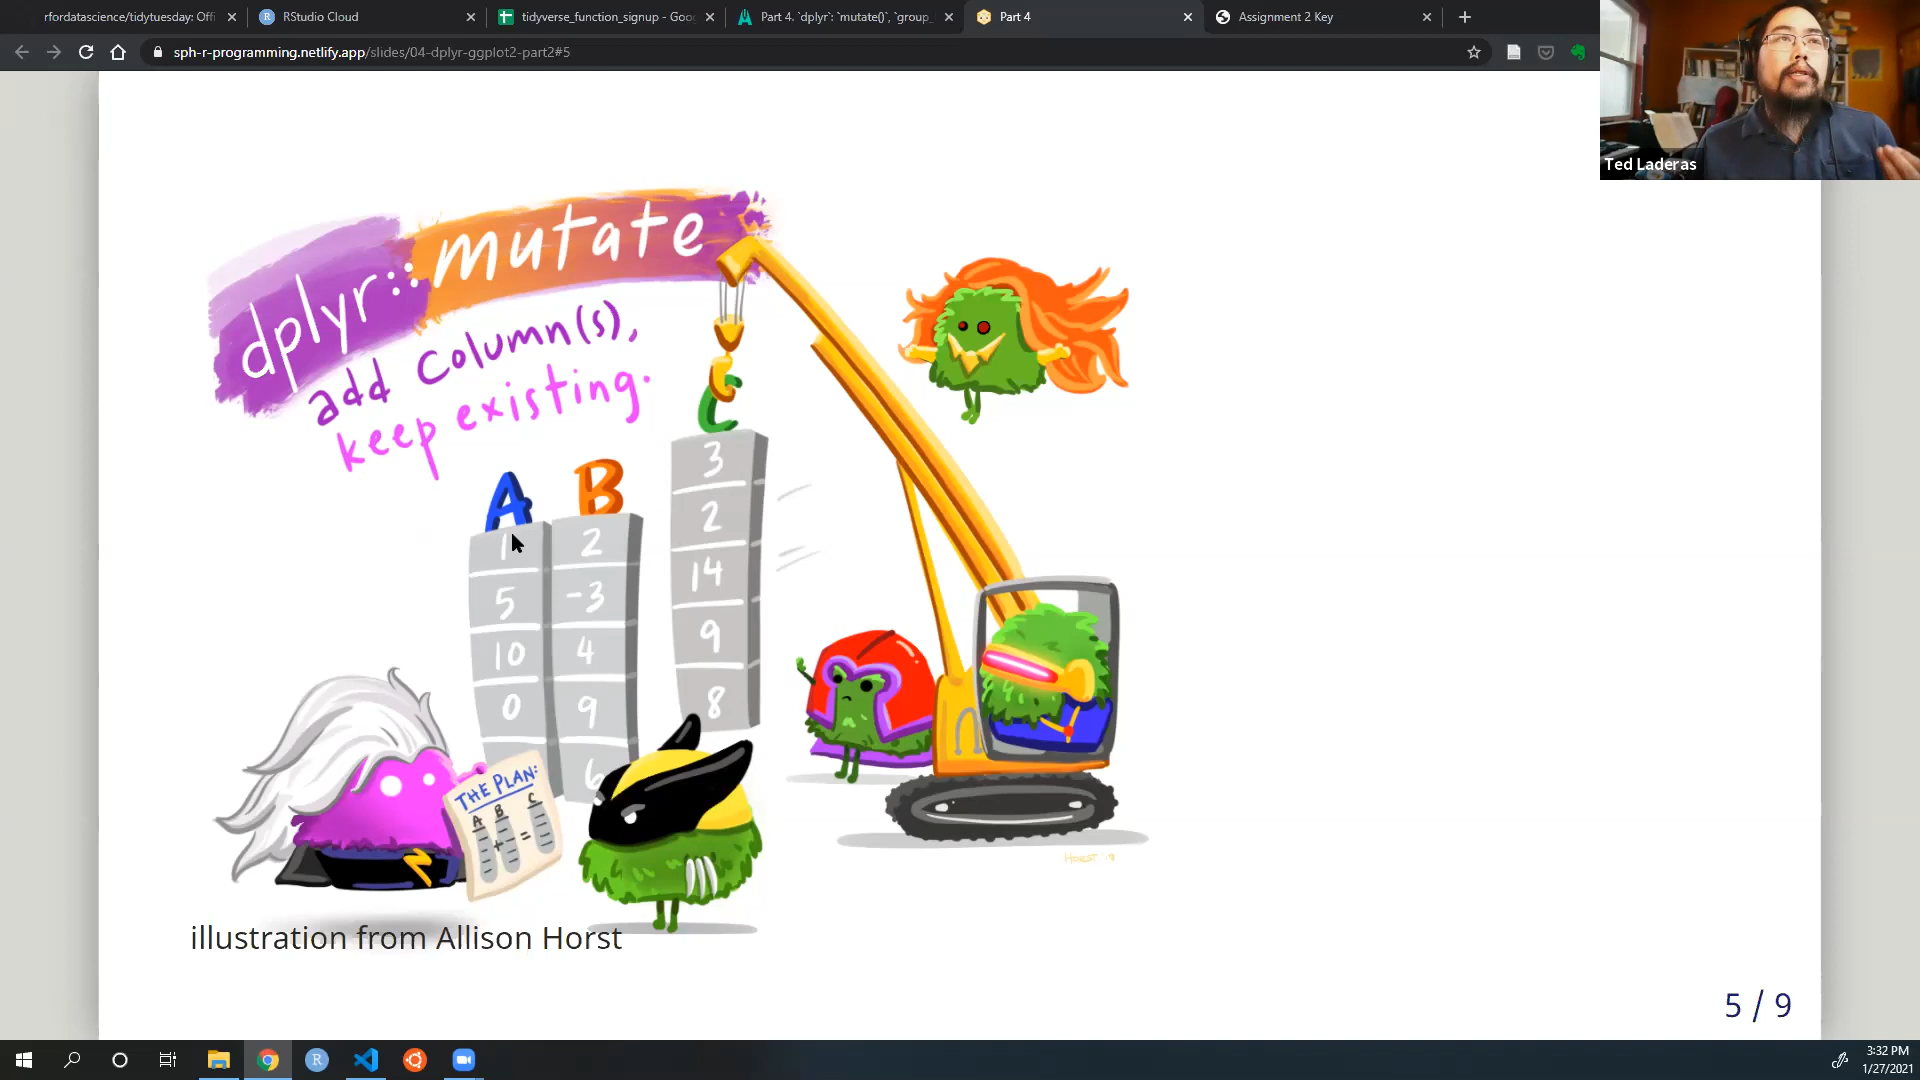 rfordatascience/tidytuesday: Offi
RStudio Cloud
tidyverse_function_signup - Goo
Part 4. `dplyr`: `mutate()`, `group_
Part 4
Assignment 2 Key
sph-r-programming.netlify.app/slides/04-dplyr-ggplot2-part2#5
Ted Laderas
dplyr::mutate
add column(s),
keep existing.
A B C
1 2 3
5 -3 2
10 4 14
0 9 9
6 8
THE PLAN:
A B C
+ =
HORST '19
illustration from Allison Horst
5 / 9
3:32 PM
1/27/2021